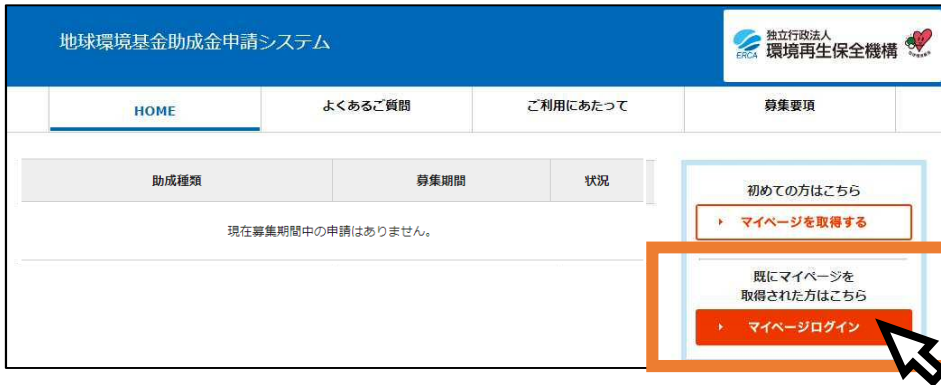 地球環境基金助成金申請システム
ERCA
独立行政法人
環境再生保全機構
HOME
よくあるご質問
ご利用にあたって
募集要項
助成種類
募集期間
状況
現在募集期間中の申請はありません。
初めての方はこちら
マイページを取得する
既にマイページを
取得された方はこちら
マイページログイン